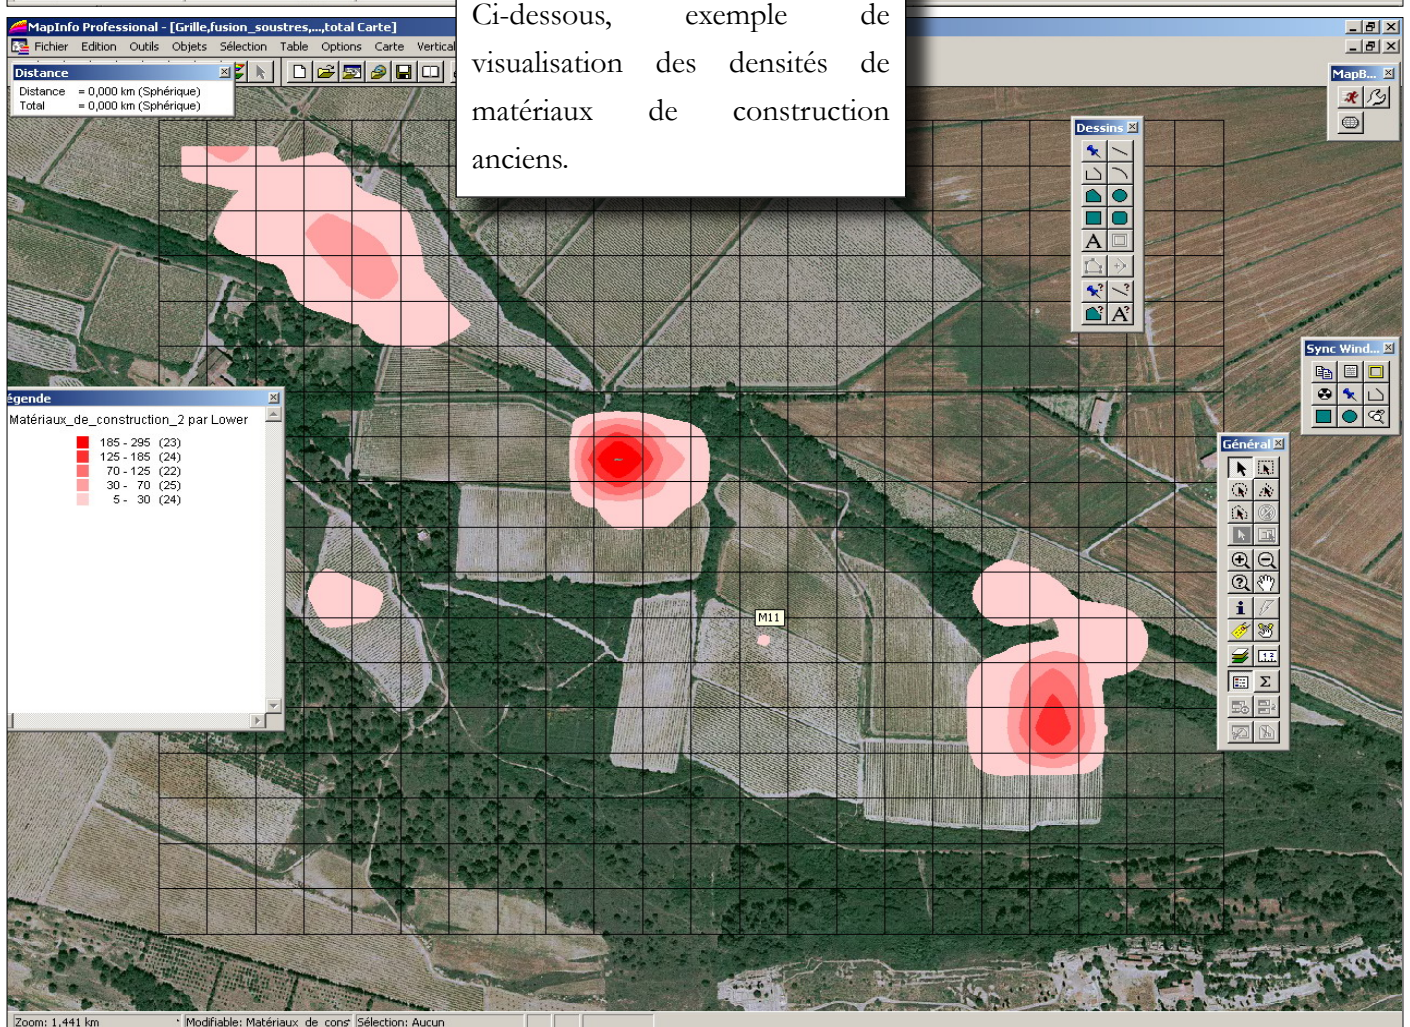 MapInfo Professional - [Grille,fusion_soustres,...,total Carte]
Fichier Edition Outils Objets Sélection Table Options Carte Vertical
Ci-dessous, exemple de
visualisation des densités de
matériaux de construction
anciens.
Distance
Distance = 0,000 km (Sphérique)
Total = 0,000 km (Sphérique)
MapB...
Dessins
Sync Wind...
égende
Matériaux_de_construction_2 par Lower
185 - 295 (23)
125 - 185 (24)
70 - 125 (22)
30 - 70 (25)
5 - 30 (24)
Général
M11
Zoom: 1,441 km Modifiable: Matériaux_de_cons Sélection: Aucun